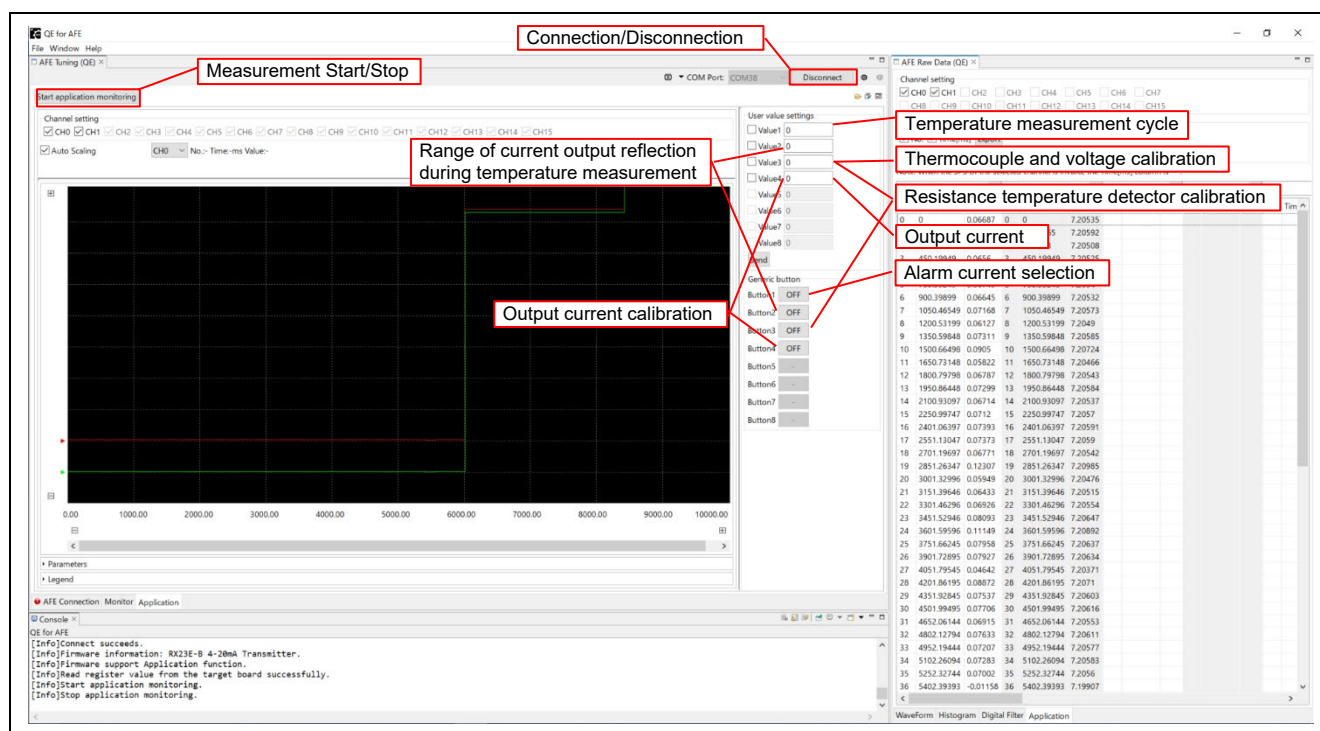 QE for AFE
File Window Help
AFE Tuning (QE)
Connection/Disconnection
Measurement Start/Stop
COM Port: COM38 Disconnect
Start application monitoring
Channel setting
CH0 CH1 CH2 CH3 CH4 CH5 CH6 CH7 CH8 CH9 CH10 CH11 CH12 CH13 CH14 CH15
Auto Scaling CH0 No.:- Time:-ms Value:-
Range of current output reflection
during temperature measurement
0.00 1000.00 2000.00 3000.00 4000.00 5000.00 6000.00 7000.00 8000.00 9000.00 10000.00
Parameters
Legend
AFE Connection Monitor Application
User value settings
Value1 0
Value2 0
Value3 0
Value4 0
Value5 0
Value6 0
Value7 0
Value8 0
Generic button
Button1 OFF
Button2 OFF
Button3 OFF
Button4 OFF
Button5 -
Button6 -
Button7 -
Button8 -
Output current calibration
Temperature measurement cycle
Thermocouple and voltage calibration
Resistance temperature detector calibration
Output current
Alarm current selection
Console
QE for AFE
[Info]Connect succeeds.
[Info]Firmware information: RX23E-B 4-20mA Transmitter.
[Info]Firmware support Application function.
[Info]Read register value from the target board successfully.
[Info]Start application monitoring.
[Info]Stop application monitoring.
AFE Raw Data (QE)
Channel setting
CH0 CH1 CH2 CH3 CH4 CH5 CH6 CH7
CH8 CH9 CH10 CH11 CH12 CH13 CH14 CH15
Tim
0 0 0.06687 0 0 7.20535
7.20592
7.20508
6 900.39899 0.06645 6 900.39899 7.20532
7 1050.46549 0.07168 7 1050.46549 7.20573
8 1200.53199 0.06127 8 1200.53199 7.2049
9 1350.59848 0.07311 9 1350.59848 7.20585
10 1500.66498 0.0905 10 1500.66498 7.20724
11 1650.73148 0.05822 11 1650.73148 7.20466
12 1800.79798 0.06787 12 1800.79798 7.20543
13 1950.86448 0.07299 13 1950.86448 7.20584
14 2100.93097 0.06714 14 2100.93097 7.20537
15 2250.99747 0.0712 15 2250.99747 7.2057
16 2401.06397 0.07393 16 2401.06397 7.20591
17 2551.13047 0.07373 17 2551.13047 7.2059
18 2701.19697 0.06771 18 2701.19697 7.20542
19 2851.26347 0.12307 19 2851.26347 7.20985
20 3001.32996 0.05949 20 3001.32996 7.20476
21 3151.39646 0.06433 21 3151.39646 7.20515
22 3301.46296 0.06926 22 3301.46296 7.20554
23 3451.52946 0.08093 23 3451.52946 7.20647
24 3601.59596 0.11149 24 3601.59596 7.20892
25 3751.66245 0.07958 25 3751.66245 7.20637
26 3901.72895 0.07927 26 3901.72895 7.20634
27 4051.79545 0.04642 27 4051.79545 7.20371
28 4201.86195 0.08872 28 4201.86195 7.2071
29 4351.92845 0.07537 29 4351.92845 7.20603
30 4501.99495 0.07706 30 4501.99495 7.20616
31 4652.06144 0.06915 31 4652.06144 7.20553
32 4802.12794 0.07633 32 4802.12794 7.20611
33 4952.19444 0.07207 33 4952.19444 7.20577
34 5102.26094 0.07283 34 5102.26094 7.20583
35 5252.32744 0.07002 35 5252.32744 7.2056
36 5402.39393 -0.01158 36 5402.39393 7.19907
WaveForm Histogram Digital Filter Application